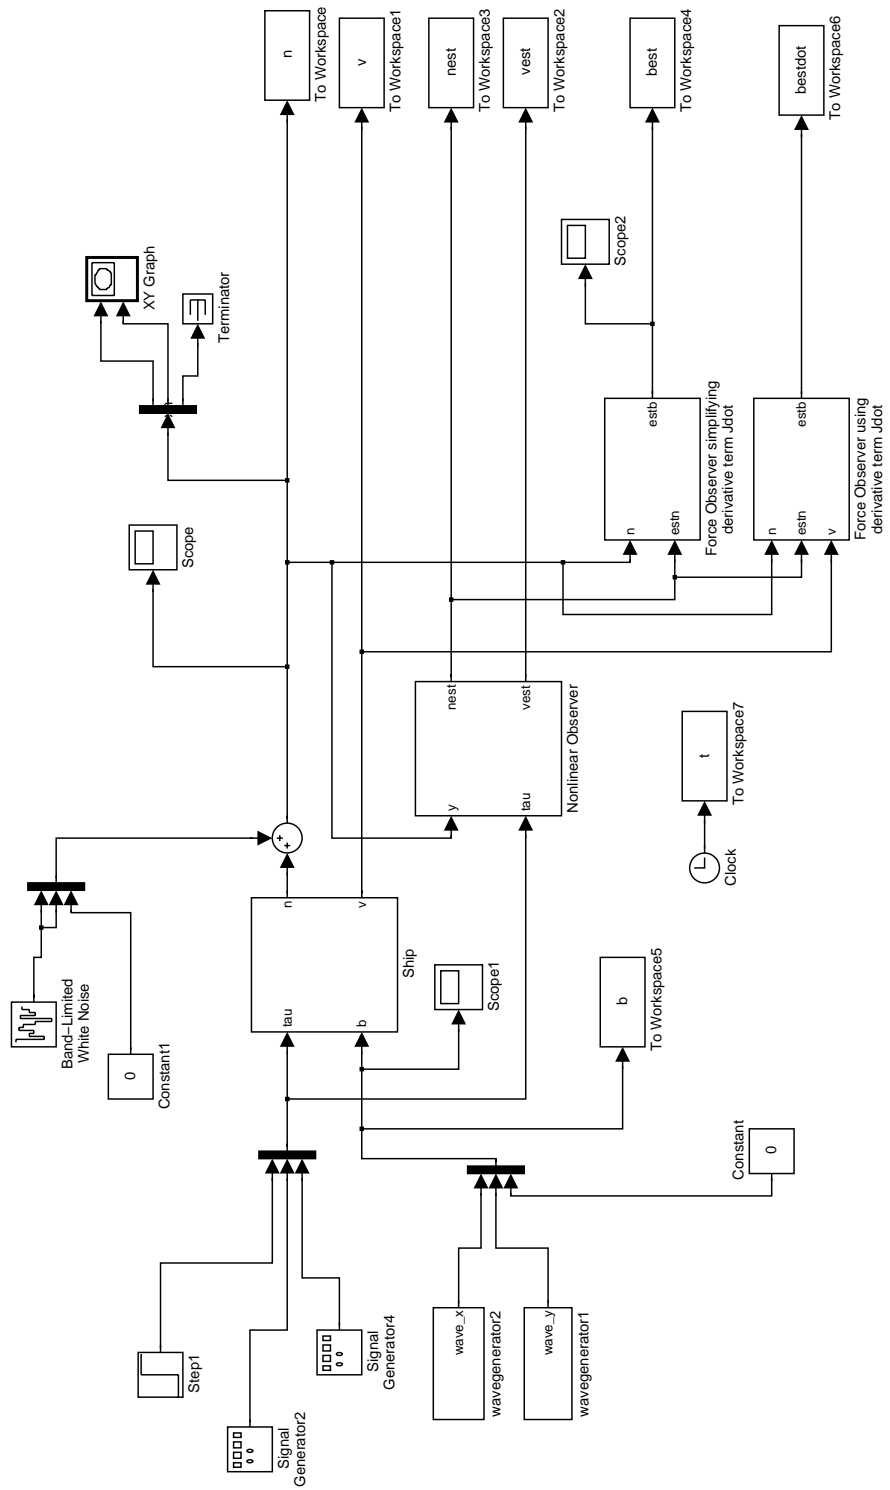 Band-Limited
White Noise
0
Constant1
XY Graph
Terminator
Step1
Scope
Signal
Generator2
Signal
Generator4
tau
n
b
v
Ship
n
To Workspace
v
To Workspace1
Scope1
wave_x
wavegenerator2
wave_y
wavegenerator1
y
nest
tau
vest
Nonlinear Observer
nest
To Workspace3
vest
To Workspace2
b
To Workspace5
Scope2
best
To Workspace4
n
estb
estn
Force Observer simplifying
derivative term Jdot
Clock
t
To Workspace7
Constant
0
n
estb
estn
v
Force Observer using
derivative term Jdot
bestdot
To Workspace6